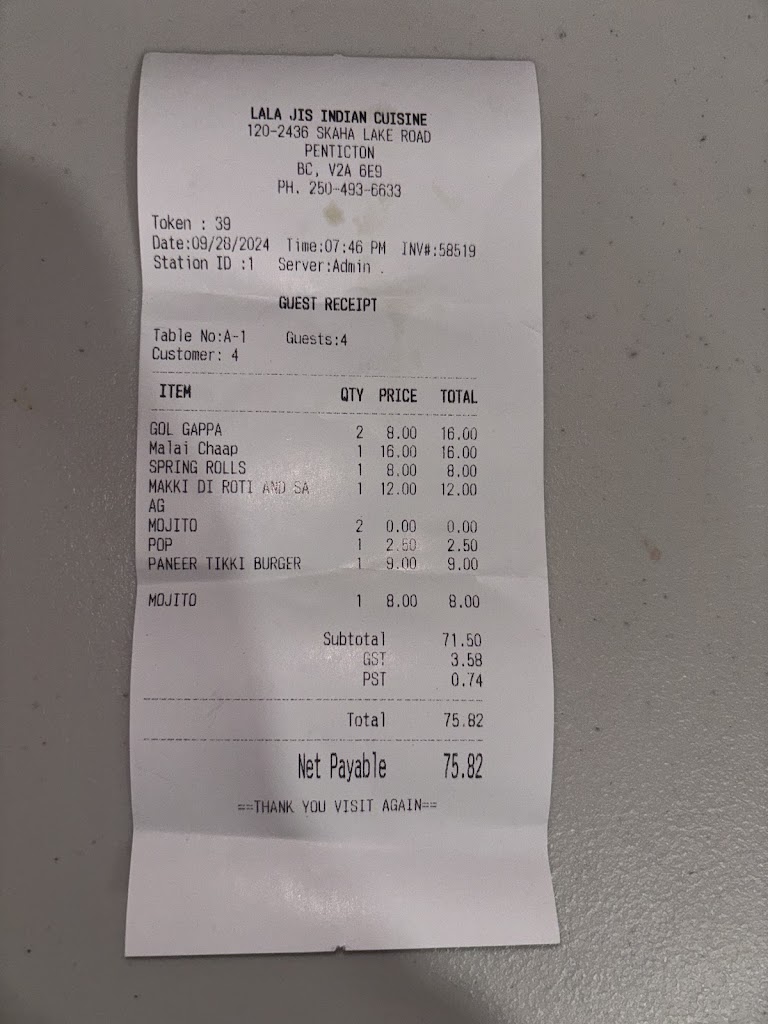 LALA JIS INDIAN CUISINE
120-2436 SKAHA LAKE ROAD
PENTICTON
BC, V2A 6E9
PH. 250-493-6633
Token : 39
Date:09/28/2024 Time:07:46 PM INV#:58519
Station ID :1 Server:Admin .
GUEST RECEIPT
Table No:A-1 Guests:4
Customer: 4
ITEM QTY PRICE TOTAL
GOL GAPPA 2 8.00 16.00
Malai Chaap 1 16.00 16.00
SPRING ROLLS 1 8.00 8.00
MAKKI DI ROTI AND SA 1 12.00 12.00
AG
MOJITO 2 0.00 0.00
POP 1 2.50 2.50
PANEER TIKKI BURGER 1 9.00 9.00
MOJITO 1 8.00 8.00
Subtotal 71.50
GST 3.58
PST 0.74
Total 75.82
Net Payable 75.82
==THANK YOU VISIT AGAIN==